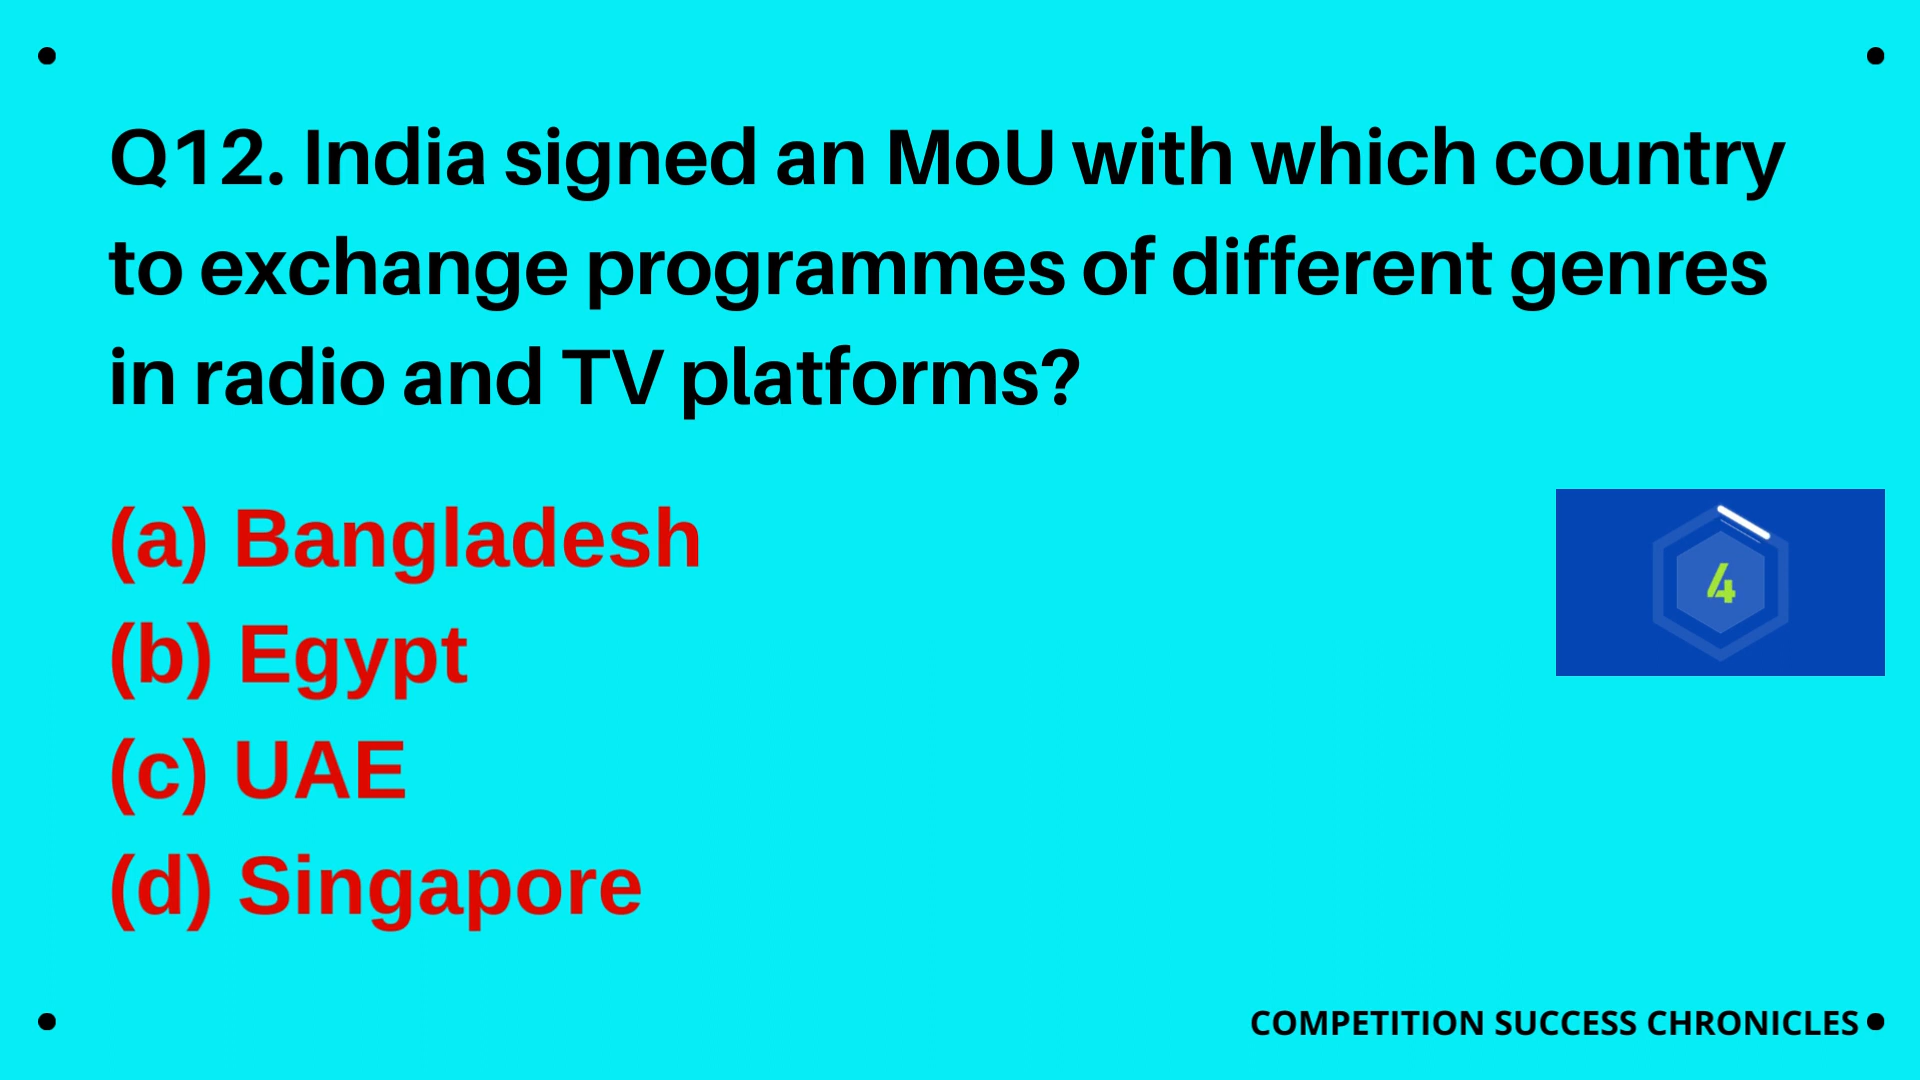 Q12. India signed an MoU with which country
to exchange programmes of different genres
in radio and TV platforms?
(a) Bangladesh
(b) Egypt
4
(c) UAE
(d) Singapore
COMPETITION SUCCESS CHRONICLES